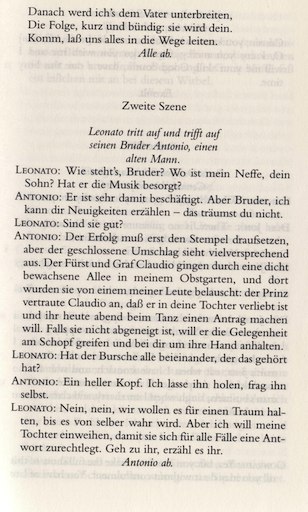 Danach werd ich's dem Vater unterbreiten,
Die Folge, kurz und bündig: sie wird dein.
Komm, laß uns alles in die Wege leiten.
Alle ab.
Zweite Szene
Leonato tritt auf und trifft auf
seinen Bruder Antonio, einen
alten Mann.
LEONATO: Wie steht's, Bruder? Wo ist mein Neffe, dein
Sohn? Hat er die Musik besorgt?
ANTONIO: Er ist sehr damit beschäftigt. Aber Bruder, ich
kann dir Neuigkeiten erzählen – das träumst du nicht.
LEONATO: Sind sie gut?
ANTONIO: Der Erfolg muß erst den Stempel draufsetzen,
aber der geschlossene Umschlag sieht vielversprechend
aus. Der Fürst und Graf Claudio gingen durch eine dicht
bewachsene Allee in meinem Obstgarten, und dort
wurden sie von einem meiner Leute belauscht: der Prinz
vertraute Claudio an, daß er in deine Tochter verliebt ist
und ihr heute abend beim Tanz einen Antrag machen
will. Falls sie nicht abgeneigt ist, will er die Gelegenheit
am Schopf greifen und bei dir um ihre Hand anhalten.
LEONATO: Hat der Bursche alle beieinander, der das gehört
hat?
ANTONIO: Ein heller Kopf. Ich lasse ihn holen, frag ihn
selbst.
LEONATO: Nein, nein, wir wollen es für einen Traum hal-
ten, bis es von selber wahr wird. Aber ich will meine
Tochter einweihen, damit sie sich für alle Fälle eine Ant-
wort zurechtlegt. Geh zu ihr, erzähl es ihr.
Antonio ab.